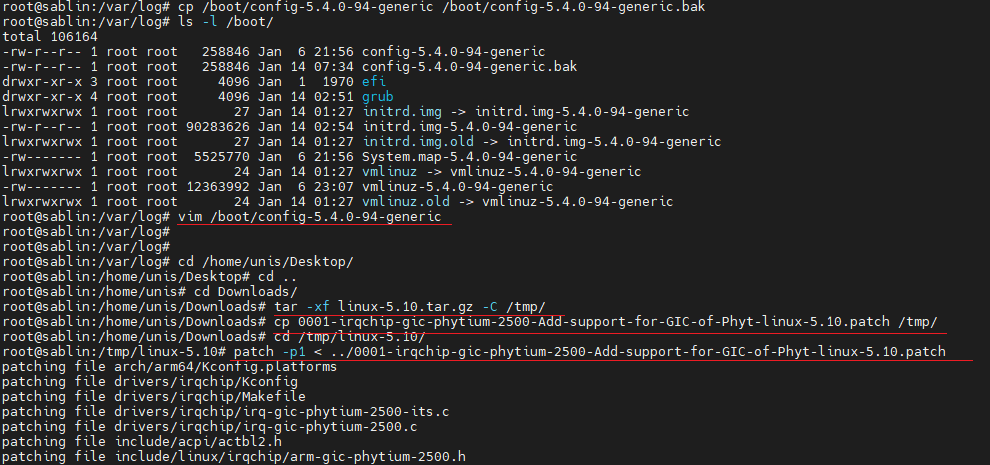 root@sablin:/var/log# cp /boot/config-5.4.0-94-generic /boot/config-5.4.0-94-generic.bak
root@sablin:/var/log# ls -l /boot/
total 106164
-rw-r--r-- 1 root root   258846 Jan  6 21:56 config-5.4.0-94-generic
-rw-r--r-- 1 root root   258846 Jan 14 07:34 config-5.4.0-94-generic.bak
drwxr-xr-x 3 root root     4096 Jan  1  1970 efi
drwxr-xr-x 4 root root     4096 Jan 14 02:51 grub
lrwxrwxrwx 1 root root       27 Jan 14 01:27 initrd.img -> initrd.img-5.4.0-94-generic
-rw-r--r-- 1 root root 90283626 Jan 14 02:54 initrd.img-5.4.0-94-generic
lrwxrwxrwx 1 root root       27 Jan 14 01:27 initrd.img.old -> initrd.img-5.4.0-94-generic
-rw------- 1 root root  5525770 Jan  6 21:56 System.map-5.4.0-94-generic
lrwxrwxrwx 1 root root       24 Jan 14 01:27 vmlinuz -> vmlinuz-5.4.0-94-generic
-rw------- 1 root root 12363992 Jan  6 23:07 vmlinuz-5.4.0-94-generic
lrwxrwxrwx 1 root root       24 Jan 14 01:27 vmlinuz.old -> vmlinuz-5.4.0-94-generic
root@sablin:/var/log# vim /boot/config-5.4.0-94-generic
root@sablin:/var/log#
root@sablin:/var/log#
root@sablin:/var/log# cd /home/unis/Desktop/
root@sablin:/home/unis/Desktop# cd ..
root@sablin:/home/unis# cd Downloads/
root@sablin:/home/unis/Downloads# tar -xf linux-5.10.tar.gz -C /tmp/
root@sablin:/home/unis/Downloads# cp 0001-irqchip-gic-phytium-2500-Add-support-for-GIC-of-Phyt-linux-5.10.patch /tmp/
root@sablin:/home/unis/Downloads# cd /tmp/linux-5.10/
root@sablin:/tmp/linux-5.10# patch -p1 < ../0001-irqchip-gic-phytium-2500-Add-support-for-GIC-of-Phyt-linux-5.10.patch
patching file arch/arm64/Kconfig.platforms
patching file drivers/irqchip/Kconfig
patching file drivers/irqchip/Makefile
patching file drivers/irqchip/irq-gic-phytium-2500-its.c
patching file drivers/irqchip/irq-gic-phytium-2500.c
patching file include/acpi/actbl2.h
patching file include/linux/irqchip/arm-gic-phytium-2500.h